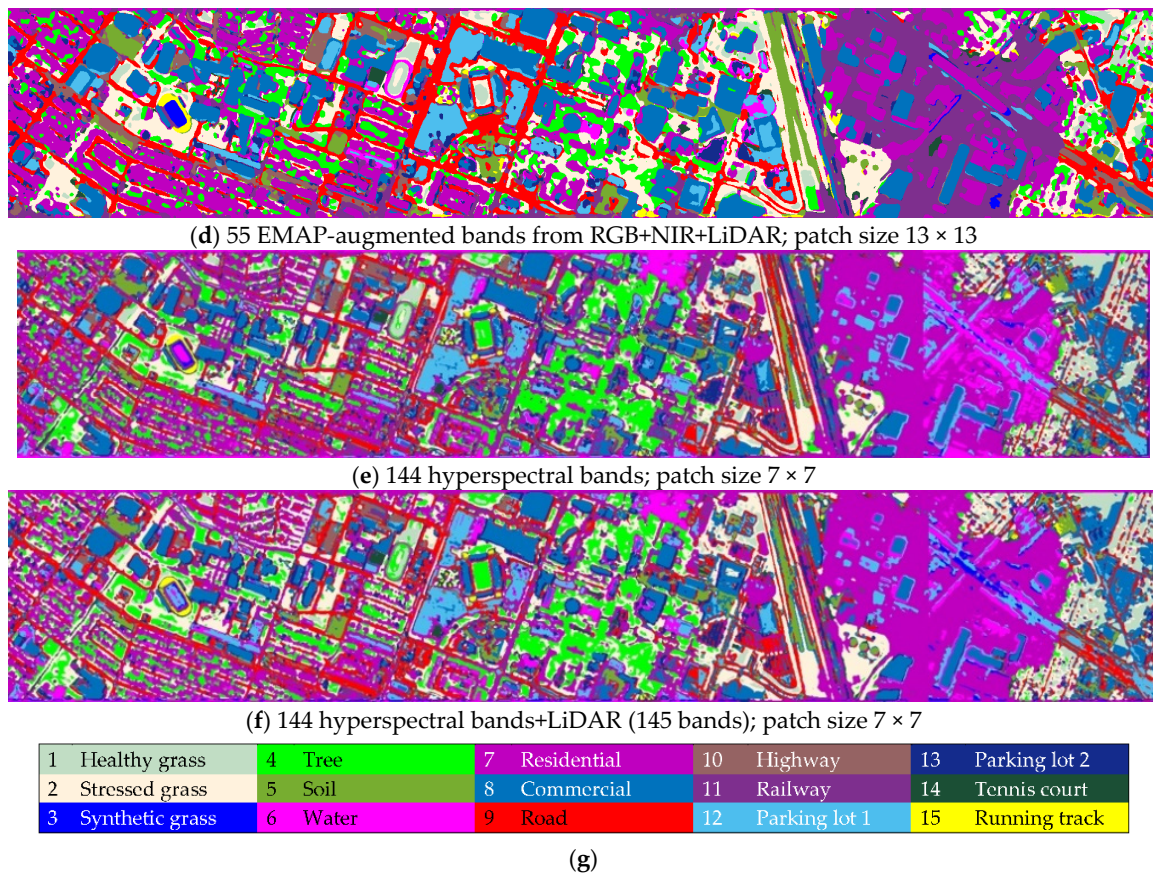 (d) 55 EMAP-augmented bands from RGB+NIR+LiDAR; patch size 13 × 13
(e) 144 hyperspectral bands; patch size 7 × 7
(f) 144 hyperspectral bands+LiDAR (145 bands); patch size 7 × 7
1 Healthy grass 4 Tree 7 Residential 10 Highway 13 Parking lot 2
2 Stressed grass 5 Soil 8 Commercial 11 Railway 14 Tennis court
3 Synthetic grass 6 Water 9 Road 12 Parking lot 1 15 Running track
(g)